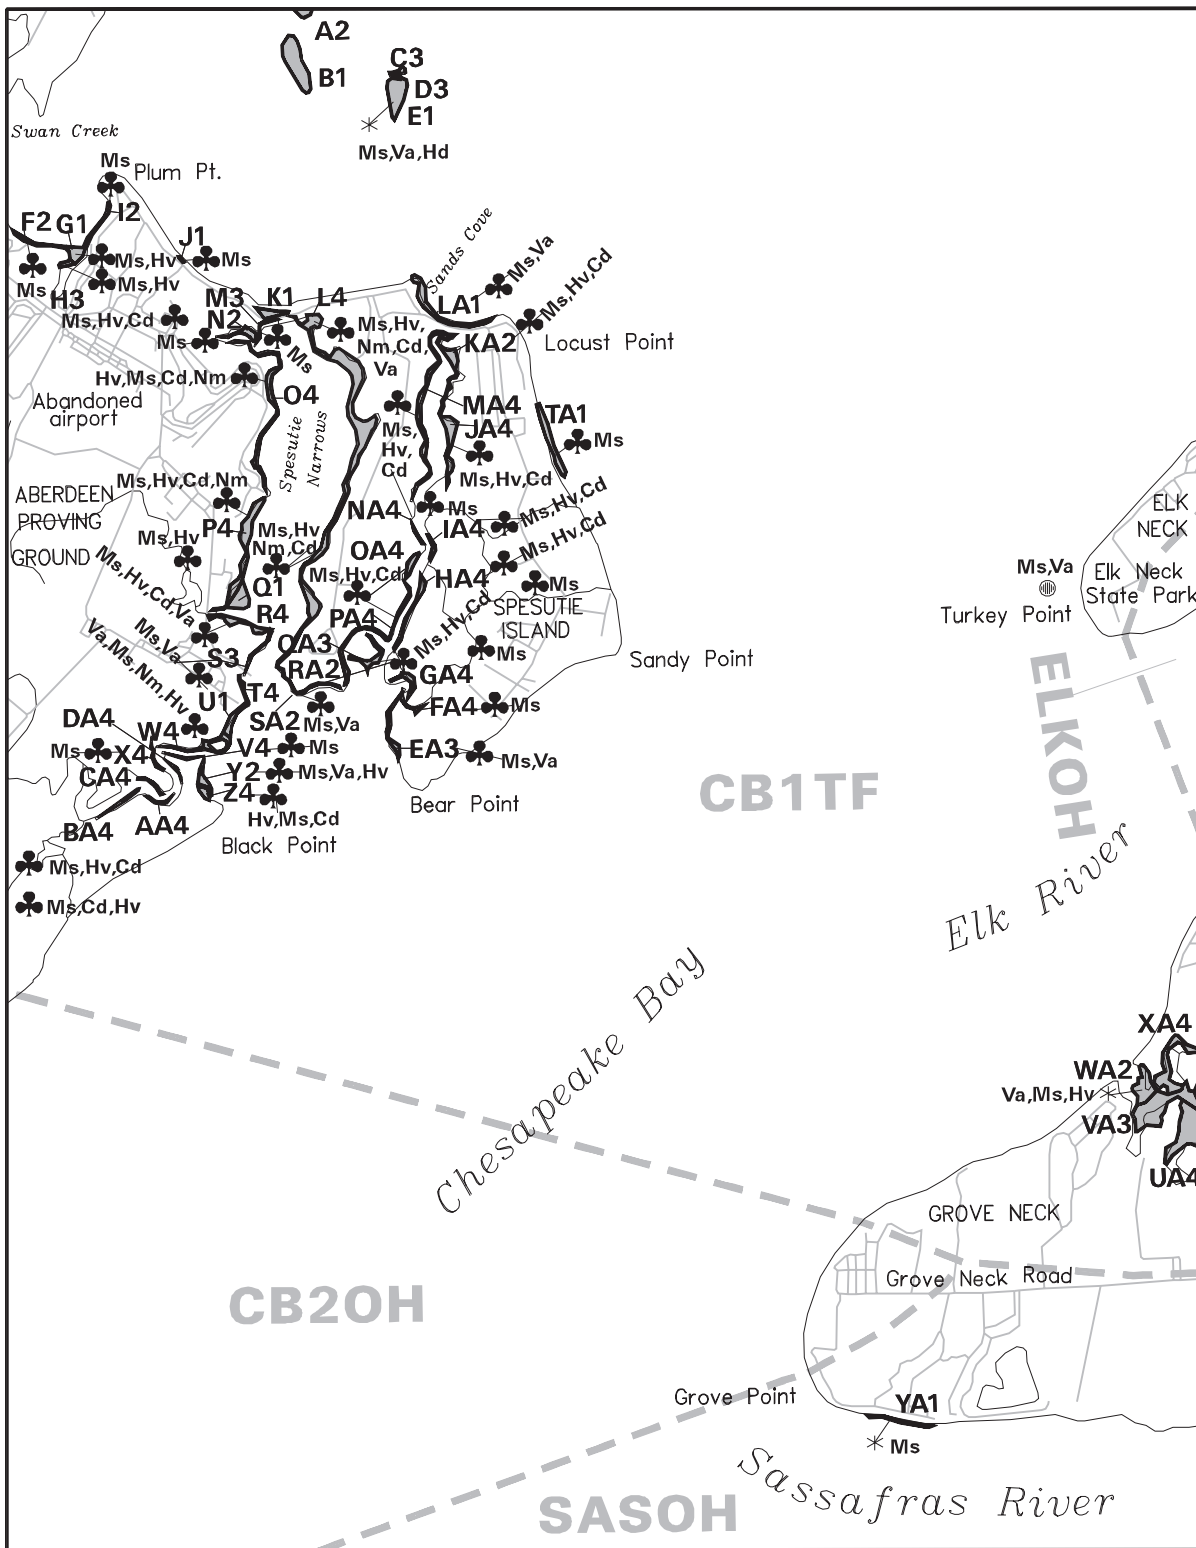 A2
B1
C3
D3
E1
Ms,Va,Hd
Swan Creek
Ms
Plum Pt.
I2
F2
G1
Ms
H3
Ms,Hv
Ms,Hv
J1
Ms
Sands Cove
Ms,Va
Ms,Hv,Cd
LA1
Locust Point
M3
K1
L4
N2
Ms,Hv,Cd
Ms
Ms
Ms,Hv,
Nm,Cd,
Va
KA2
Hv,Ms,Cd,Nm
O4
Abandoned
airport
Spesutie
Narrows
Ms,
Hv,
Cd
MA4
JA4
Ms,Hv,Cd
TA1
Ms
ABERDEEN
PROVING
GROUND
Ms,Hv,Cd,Nm
P4
Ms,Hv
Ms,Hv
Nm,Cd
Q1
R4
Ms,Hv,Cd,Va
NA4
Ms
IA4
Ms,Hv,Cd
OA4
Ms,Hv,Cd
HA4
Ms,Hv,Cd
Ms
PA4
SPESUTIE
ISLAND
Ms,Hv,Cd
Ms
Sandy Point
Ms,Va
S3
Va,Ms,Nm,Hv
U1
T4
QA3
RA2
SA2
Ms,Va
GA4
FA4
Ms
EA3
Ms,Va
Bear Point
DA4
W4
Ms
X4
V4
Ms
CA4
Y2
Ms,Va,Hv
Z4
Hv,Ms,Cd
BA4
AA4
Black Point
Ms,Hv,Cd
Ms,Cd,Hv
ELK
NECK
Ms,Va
Turkey Point
Elk Neck
State Park
ELKOH
CB1TF
Elk River
Chesapeake Bay
XA4
WA2
Va,Ms,Hv
VA3
UA4
GROVE NECK
Grove Neck Road
CB2OH
Grove Point
YA1
Ms
Sassafras River
SASOH